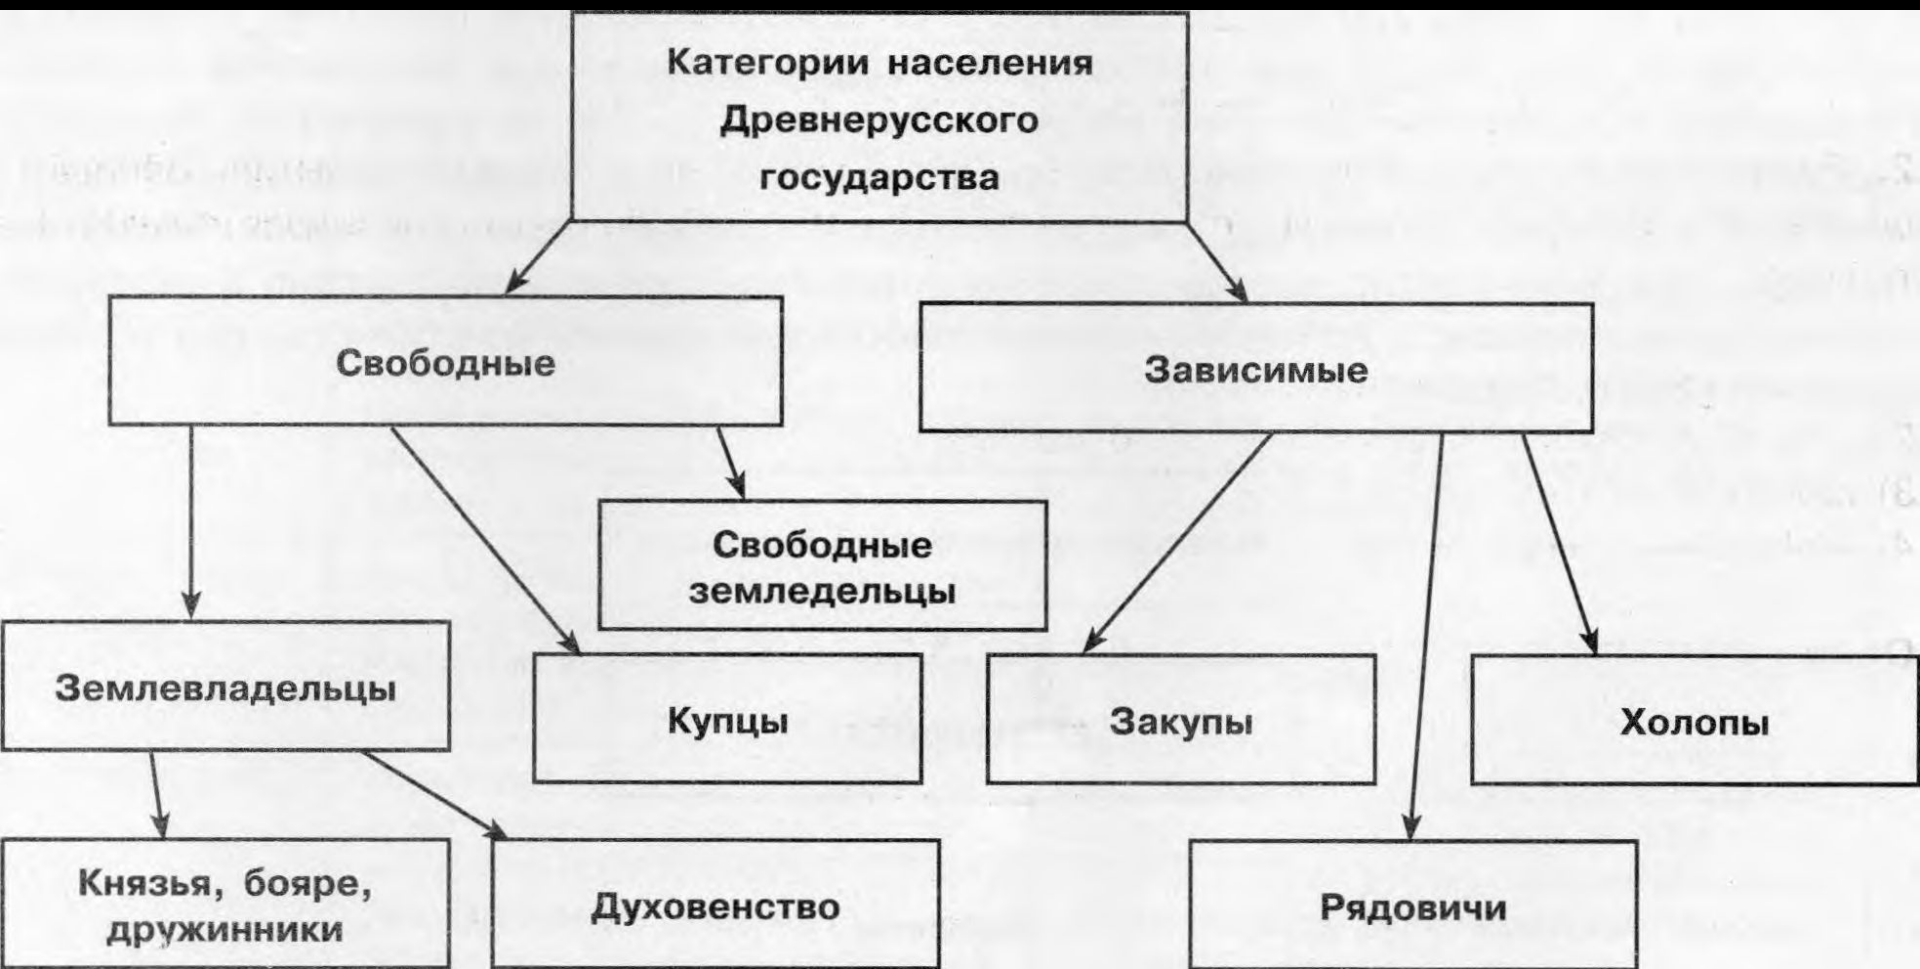 Категории населения
Древнерусского
государства
Свободные
Зависимые
Свободные
земледельцы
Землевладельцы
Купцы
Закупы
Холопы
Князья, бояре,
дружинники
Духовенство
Рядовичи